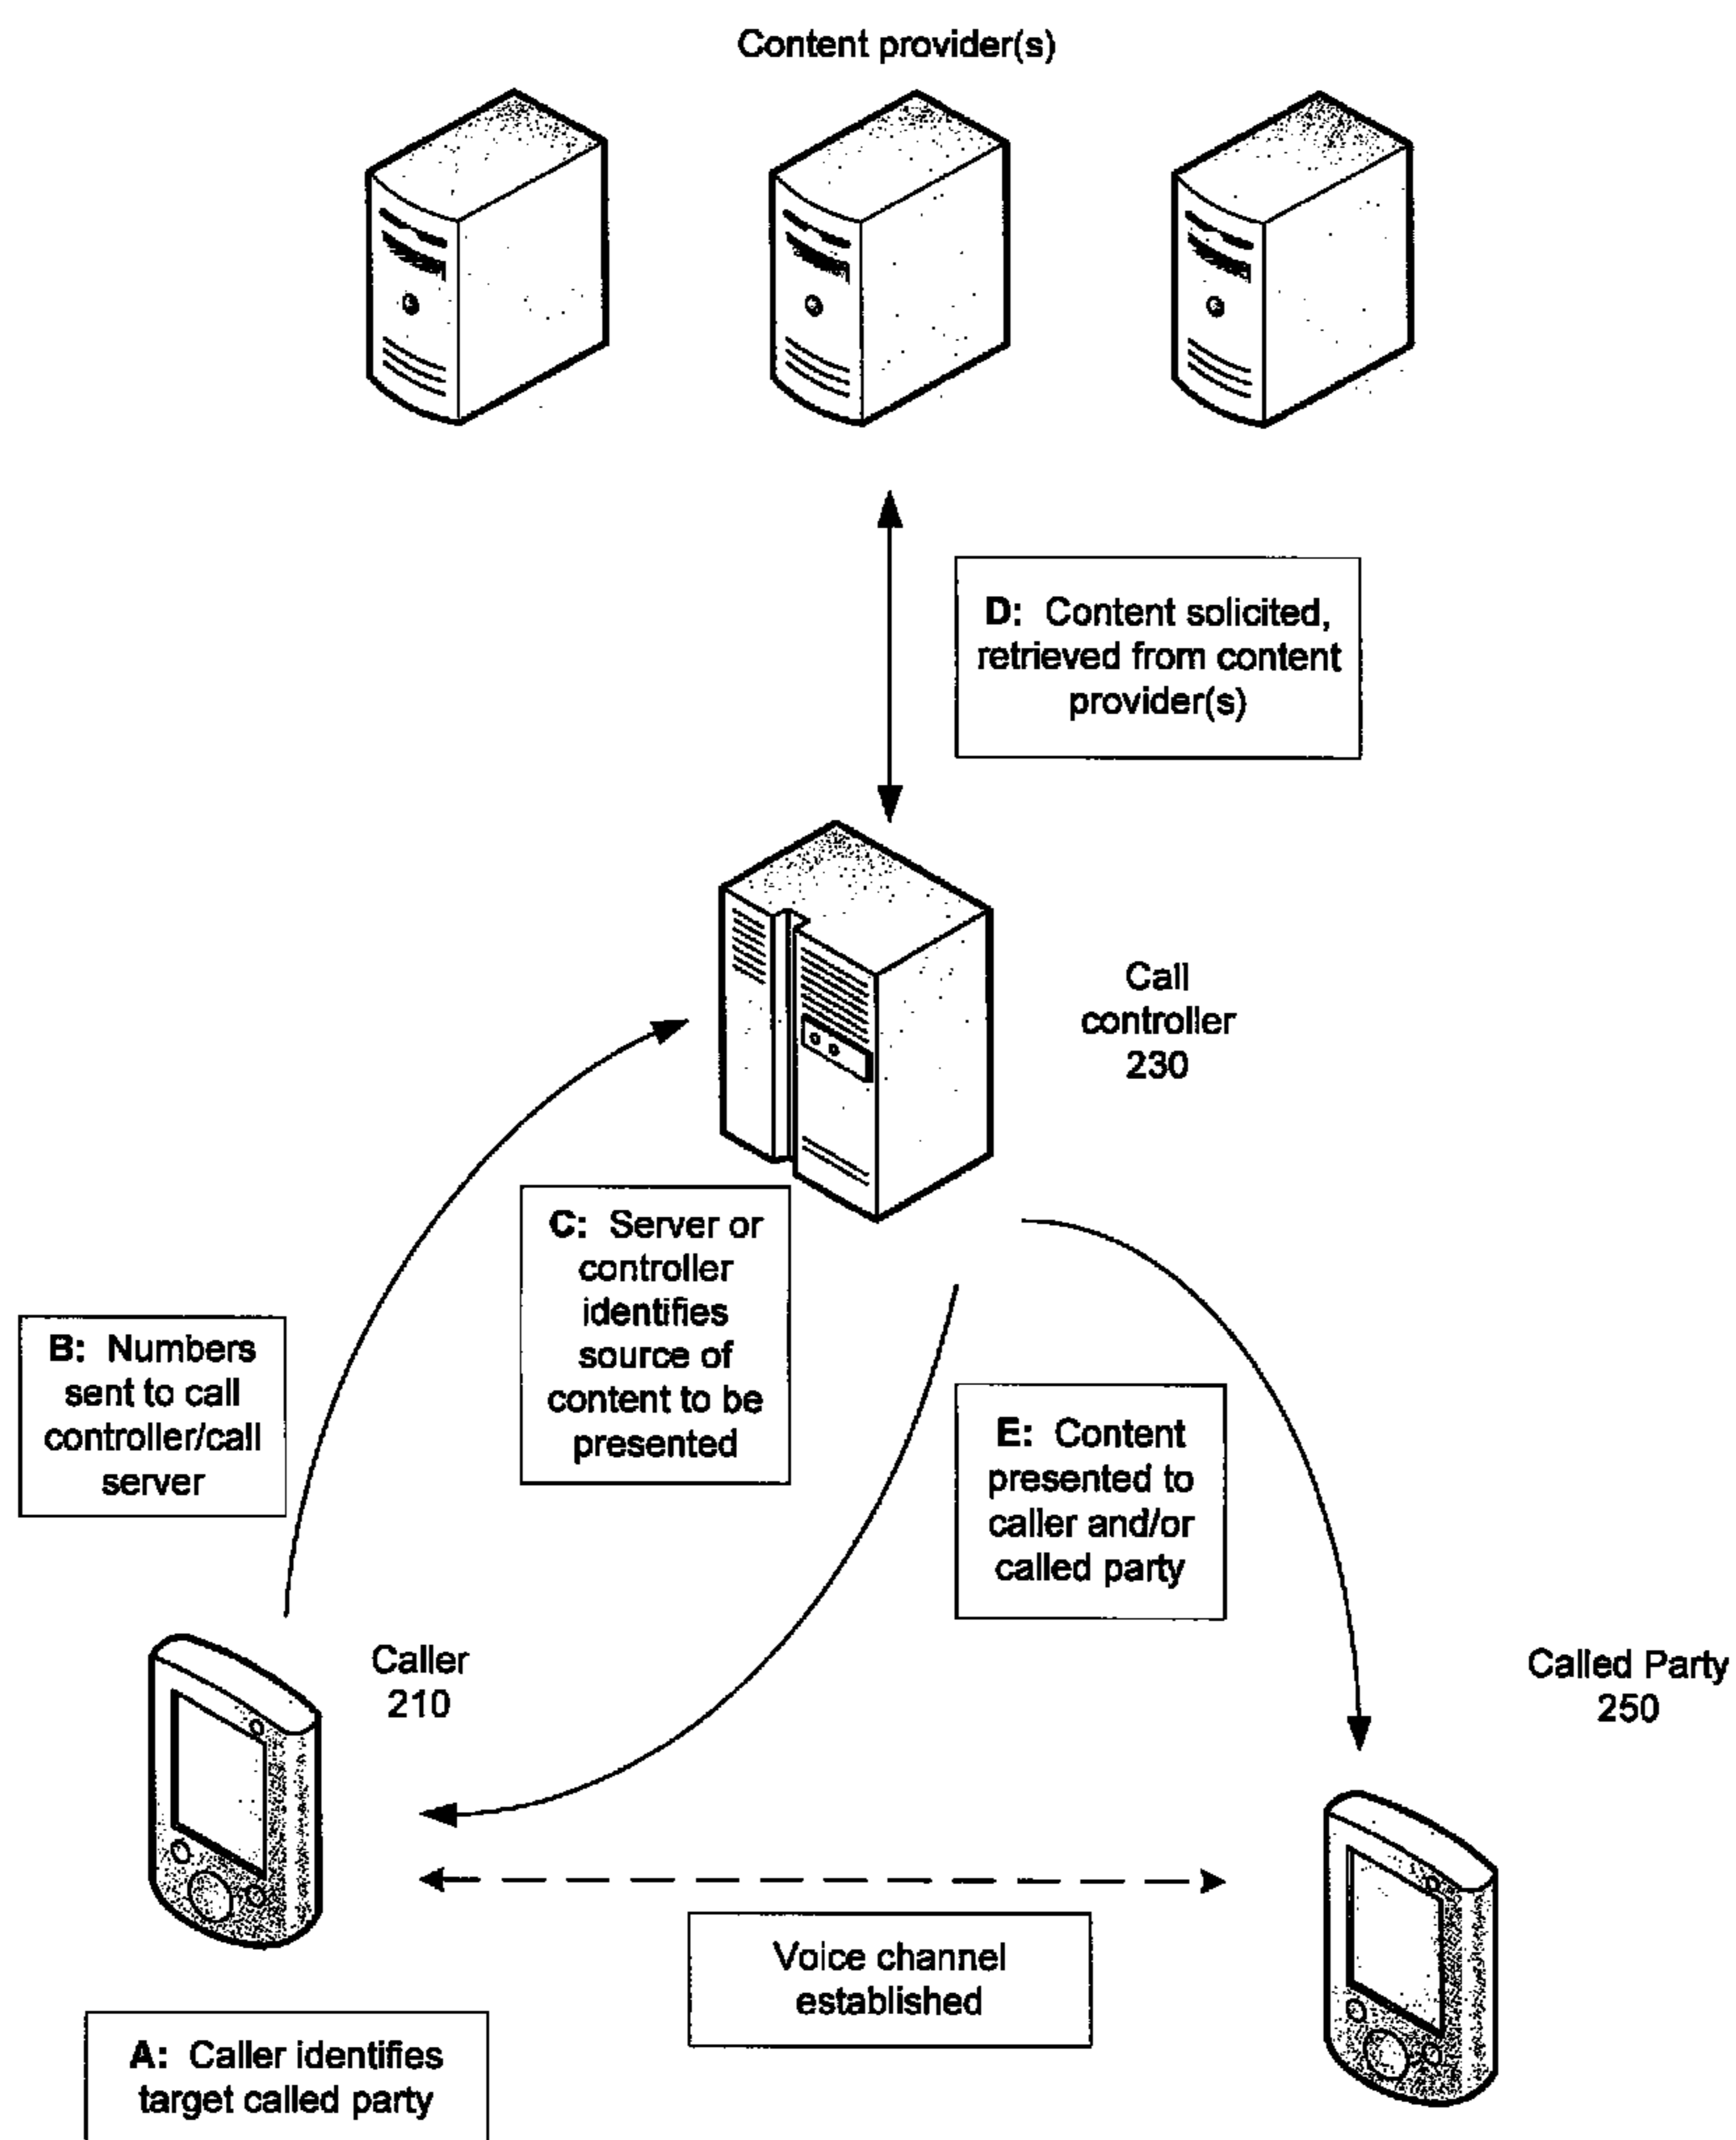 Content provider(s)
D: Content solicited,
retrieved from content
provider(s)
Call
controller
230
C: Server or
controller
identifies
source of
content to be
presented
B: Numbers
sent to call
controller/call
server
E: Content
presented to
caller and/or
called party
Caller
210
Called Party
250
Voice channel
established
A: Caller identifies
target called party